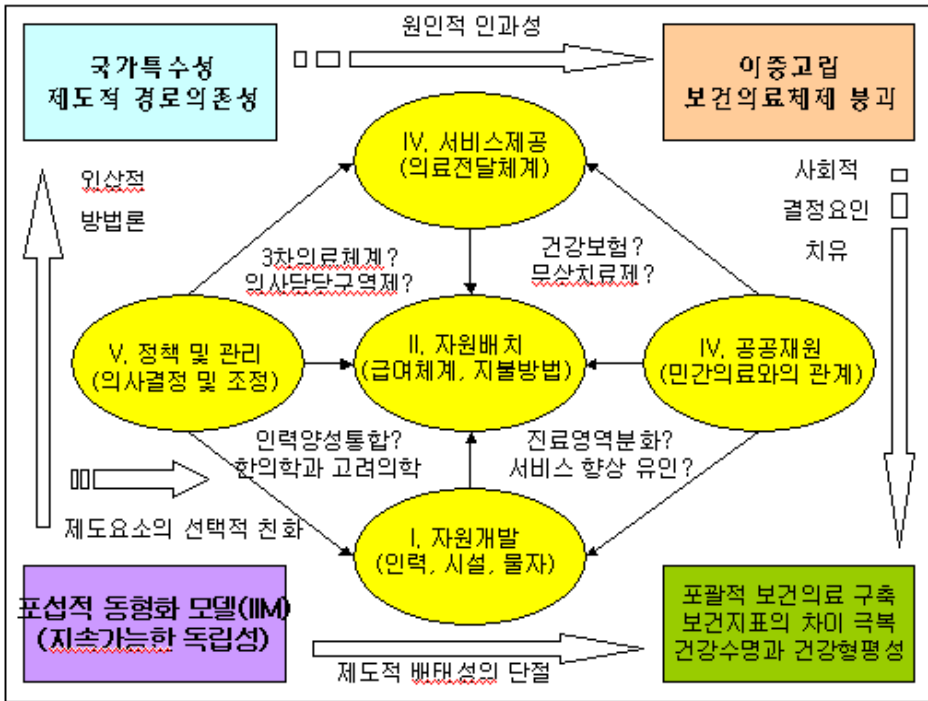 국가특수성
제도적 경로의존성
원인적 인과성
이중고립
보건의료체제 붕괴
IV. 서비스제공
(의료전달체계)
위상적
방법론
사회적
결정요인
치유
3차의료체계?
의사담당구역제?
건강보험?
무상치료제?
V. 정책 및 관리
(의사결정 및 조정)
II. 자원배치
(급여체계, 지불방법)
IV. 공공재원
(민간의료와의 관계)
인력양성통합?
한의학과 고려의학
진료영역분화?
서비스 향상 유인?
제도요소의 선택적 친화
I. 자원개발
(인력, 시설, 물자)
포섭적 동형화 모델(IIM)
(지속가능한 독립성)
제도적 배태성의 단절
포괄적 보건의료 구축
보건지표의 차이 극복
건강수명과 건강형평성